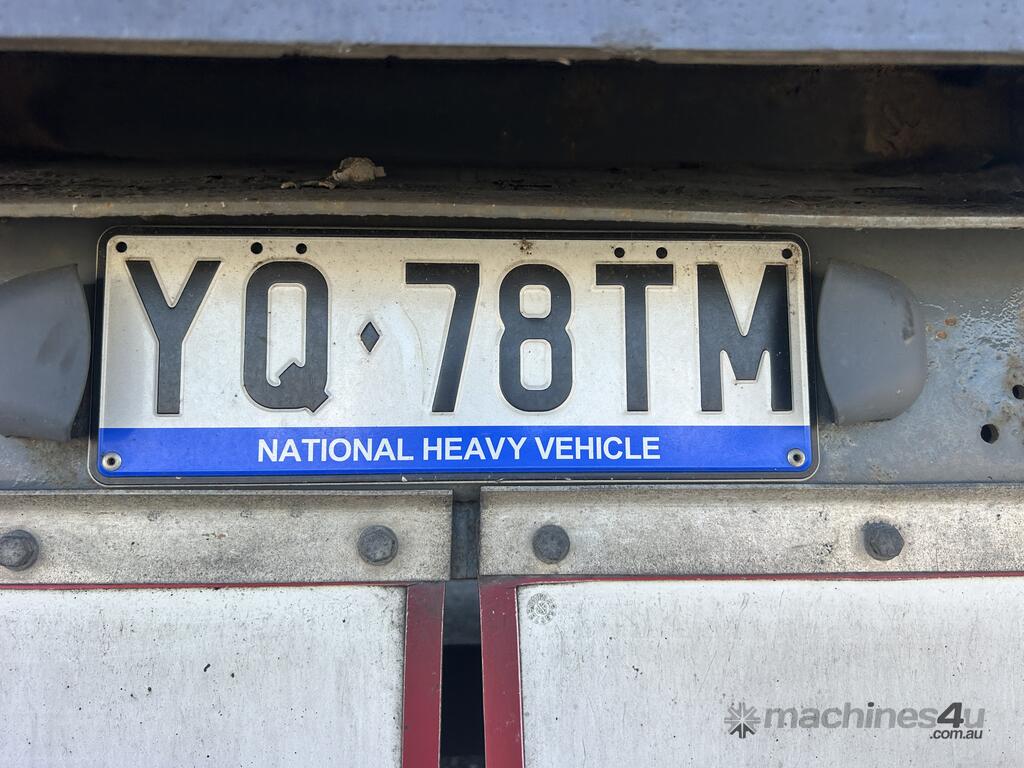 YQ♦78TM
NATIONAL HEAVY VEHICLE
machines4u
.com.au